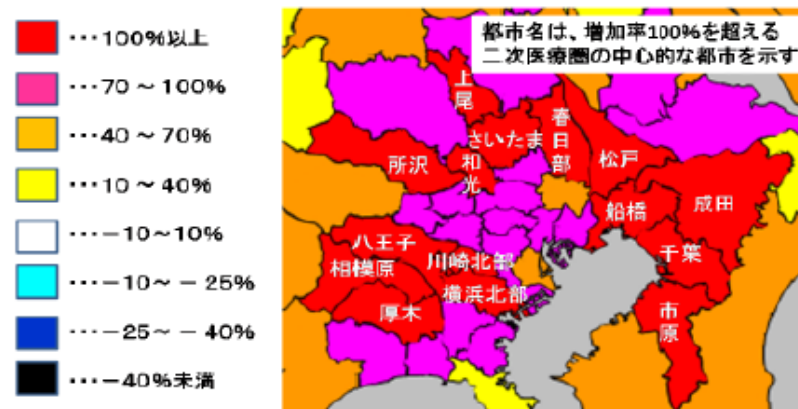 …100%以上
…70～100%
…40～70%
…10～40%
…－10～10%
…－10～－25%
…－25～－40%
…－40%未満
都市名は、増加率100%を超える
二次医療圏の中心的な都市を示す
上尾
さいたま
春日部
所沢
和光
松戸
船橋
成田
八王子
相模原
川崎北部
千葉
横浜北部
厚木
市原